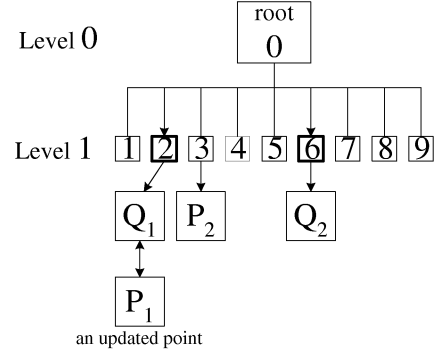 root
Level 0
0
Level 1
1 2 3 4 5 6 7 8 9
Q1 P2 Q2
P1
an updated point